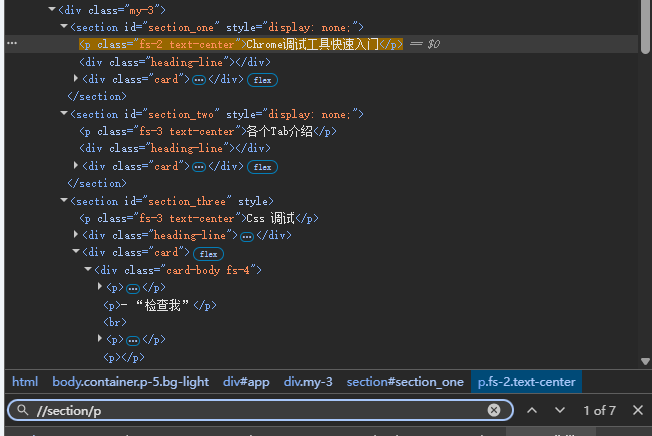 <div class="my-3">
<section id="section_one" style="display: none;">
<p class="fs-2 text-center">Chrome调试工具快速入门</p> == $0
<div class="heading-line"></div>
<div class="card">…</div> flex
</section>
<section id="section_two" style="display: none;">
<p class="fs-3 text-center">各个Tab介绍</p>
<div class="heading-line"></div>
<div class="card">…</div> flex
</section>
<section id="section_three" style>
<p class="fs-3 text-center">Css 调试</p>
<div class="heading-line">…</div>
<div class="card"> flex
<div class="card-body fs-4">
<p>…</p>
<p>- “检查我”</p>
<br>
<p>…</p>
<p></p>
html body.container.p-5.bg-light div#app div.my-3 section#section_one p.fs-2.text-center
//section/p 1 of 7